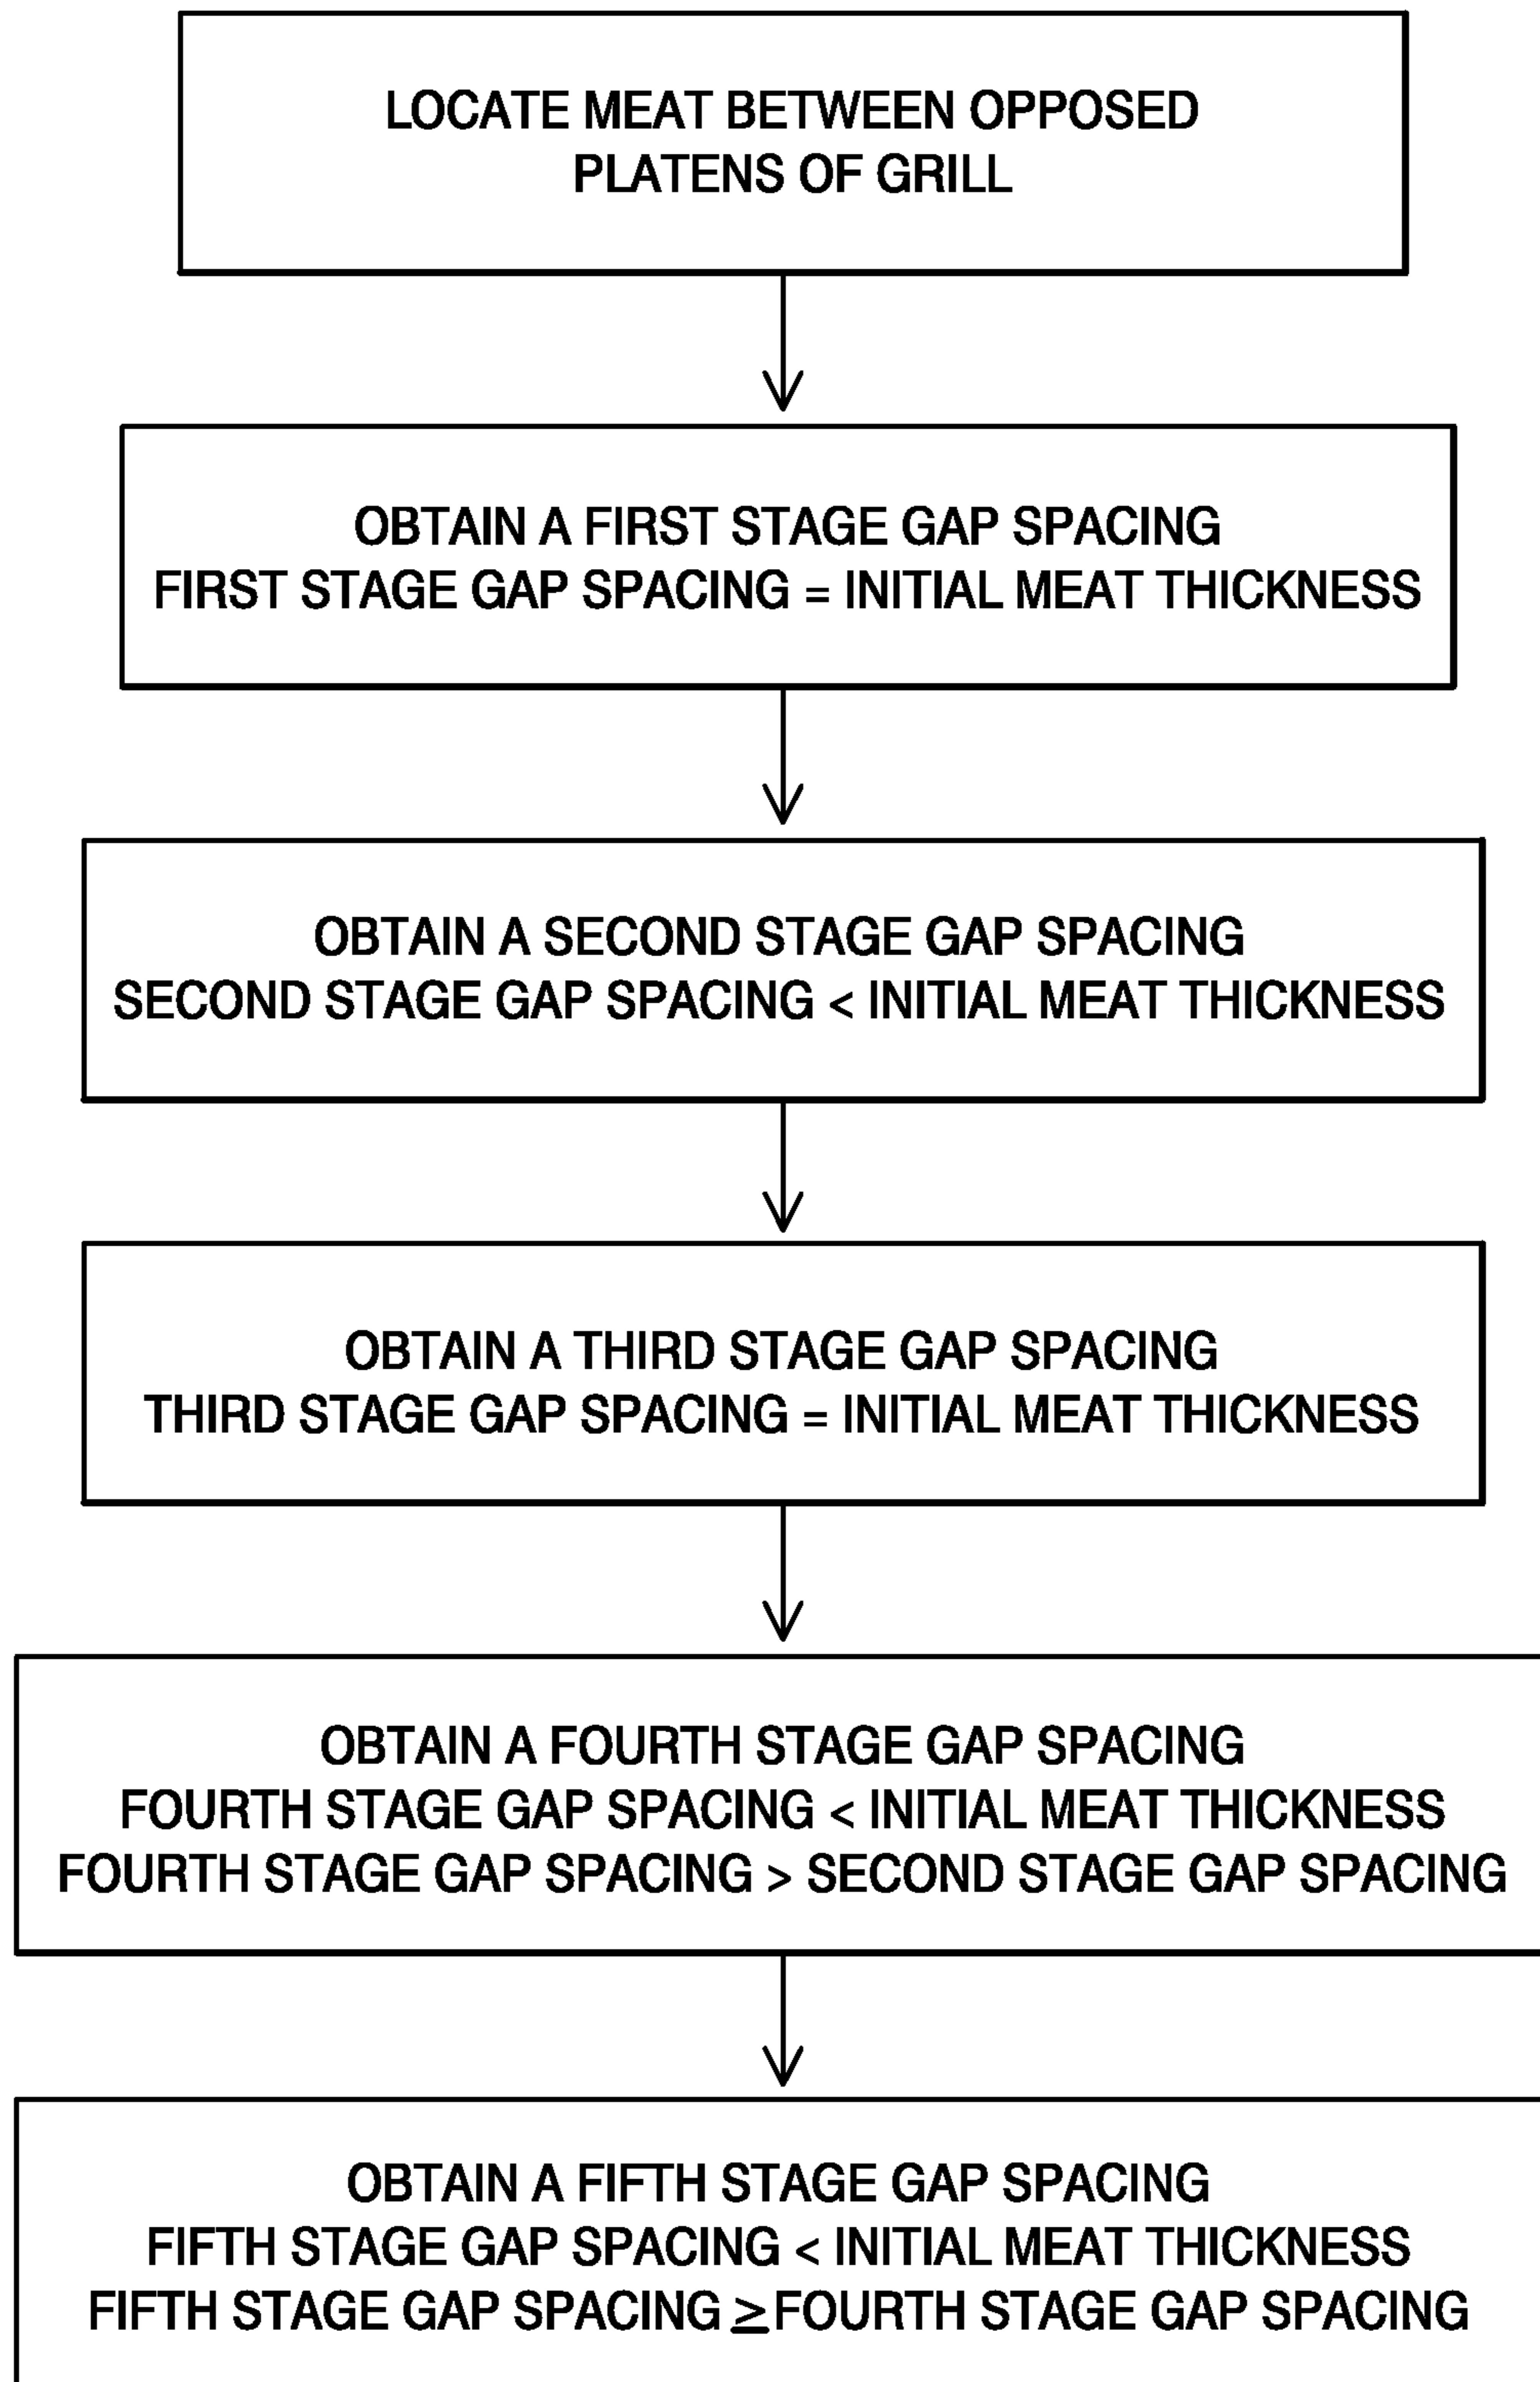 LOCATE MEAT BETWEEN OPPOSED
PLATENS OF GRILL
OBTAIN A FIRST STAGE GAP SPACING
FIRST STAGE GAP SPACING = INITIAL MEAT THICKNESS
OBTAIN A SECOND STAGE GAP SPACING
SECOND STAGE GAP SPACING < INITIAL MEAT THICKNESS
OBTAIN A THIRD STAGE GAP SPACING
THIRD STAGE GAP SPACING = INITIAL MEAT THICKNESS
OBTAIN A FOURTH STAGE GAP SPACING
FOURTH STAGE GAP SPACING < INITIAL MEAT THICKNESS
FOURTH STAGE GAP SPACING > SECOND STAGE GAP SPACING
OBTAIN A FIFTH STAGE GAP SPACING
FIFTH STAGE GAP SPACING < INITIAL MEAT THICKNESS
FIFTH STAGE GAP SPACING ≥ FOURTH STAGE GAP SPACING